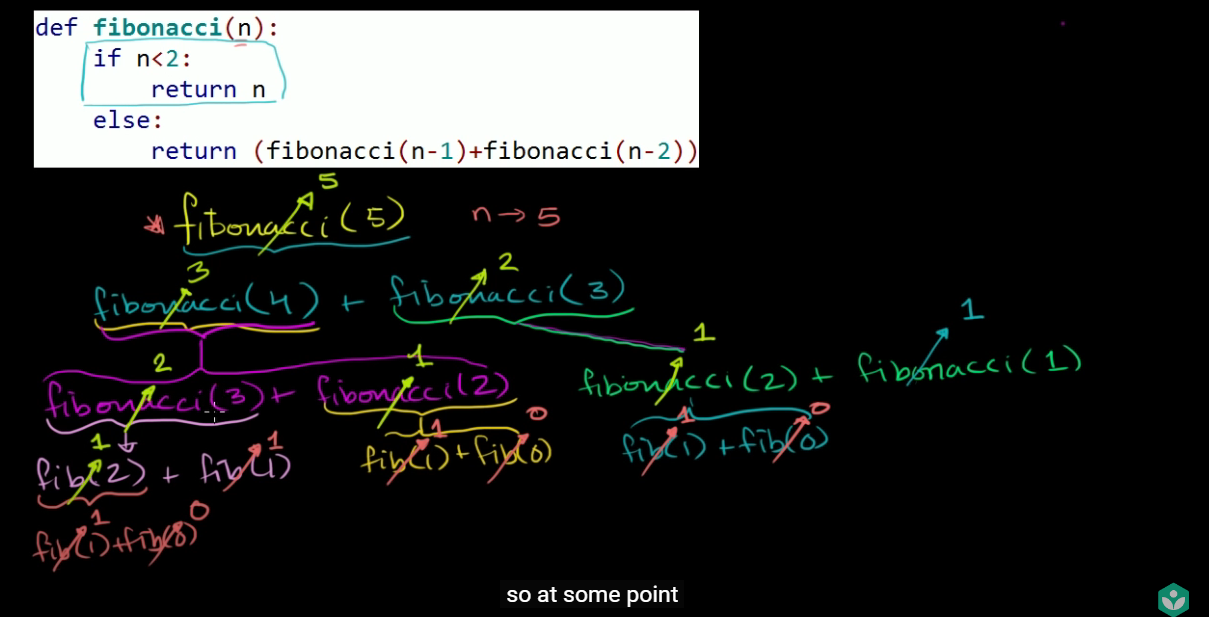 def fibonacci(n):
if n<2:
return n
else:
return (fibonacci(n-1)+fibonacci(n-2))
5
* fibonacci(5) n→5
3 2
fibonacci(4) + fibonacci(3)
1
2 1 1
fibonacci(3) + fibonacci(2) fibonacci(2) + fibonacci(1)
1 1 1 0 1 0
fib(2) + fib(1) fib(1) + fib(0) fib(1) + fib(0)
1 0
fib(1) + fib(0)
so at some point